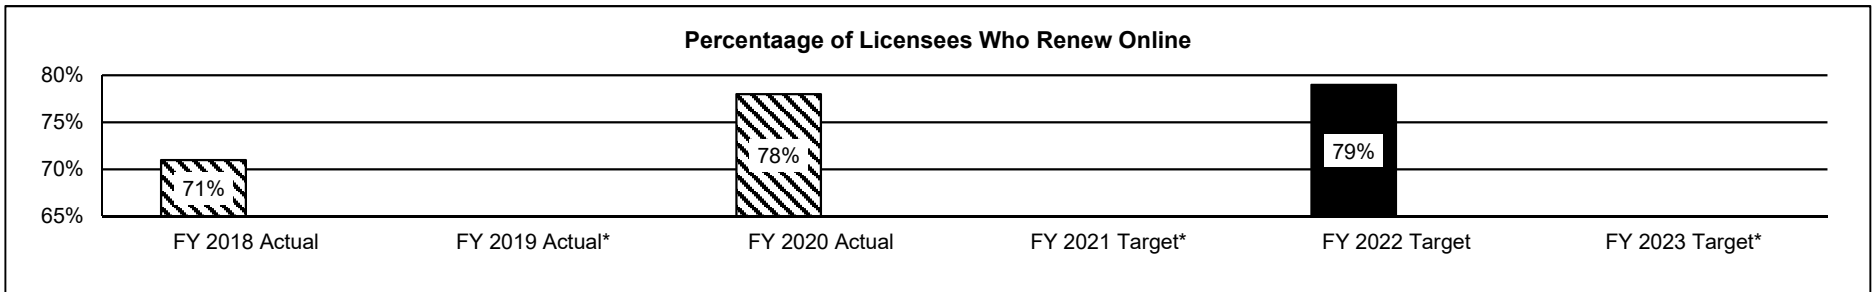 Percentaage of Licensees Who Renew Online
80%
75%
70%
65%
71%
78%
79%
FY 2018 Actual
FY 2019 Actual*
FY 2020 Actual
FY 2021 Target*
FY 2022 Target
FY 2023 Target*